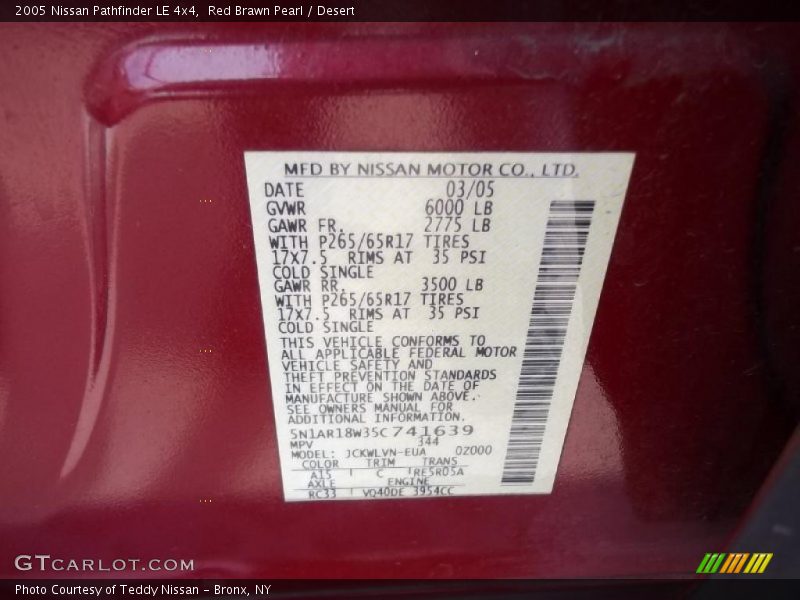 2005 Nissan Pathfinder LE 4x4, Red Brawn Pearl / Desert
MFD BY NISSAN MOTOR CO., LTD.
DATE 03/05
GVWR 6000 LB
GAWR FR. 2775 LB
WITH P265/65R17 TIRES
17X7.5 RIMS AT 35 PSI
COLD SINGLE
GAWR RR. 3500 LB
WITH P265/65R17 TIRES
17X7.5 RIMS AT 35 PSI
COLD SINGLE
THIS VEHICLE CONFORMS TO
ALL APPLICABLE FEDERAL MOTOR
VEHICLE SAFETY AND
THEFT PREVENTION STANDARDS
IN EFFECT ON THE DATE OF
MANUFACTURE SHOWN ABOVE.
SEE OWNERS MANUAL FOR
ADDITIONAL INFORMATION.
5N1AR18W35C741639
MPV 344
MODEL: JCKWLVN-EUA 02000
COLOR TRIM TRANS
A15 C RE5R05A
AXLE ENGINE
RC33 VQ40DE 3954CC
GTCARLOT.COM
Photo Courtesy of Teddy Nissan - Bronx, NY